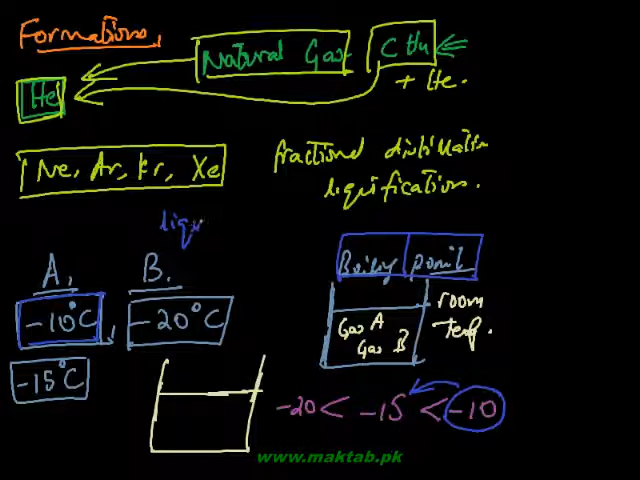 Formations,
Natural Gas CH4
+ He.
He
Ne, Ar, Kr, Xe
fractional distillation
liquification.
liqu
A, B.
Boiling point
-10°C, -20°C
room
temp.
Gas A
Gas B
-15°C
-20 < -15 < -10
www.maktab.pk